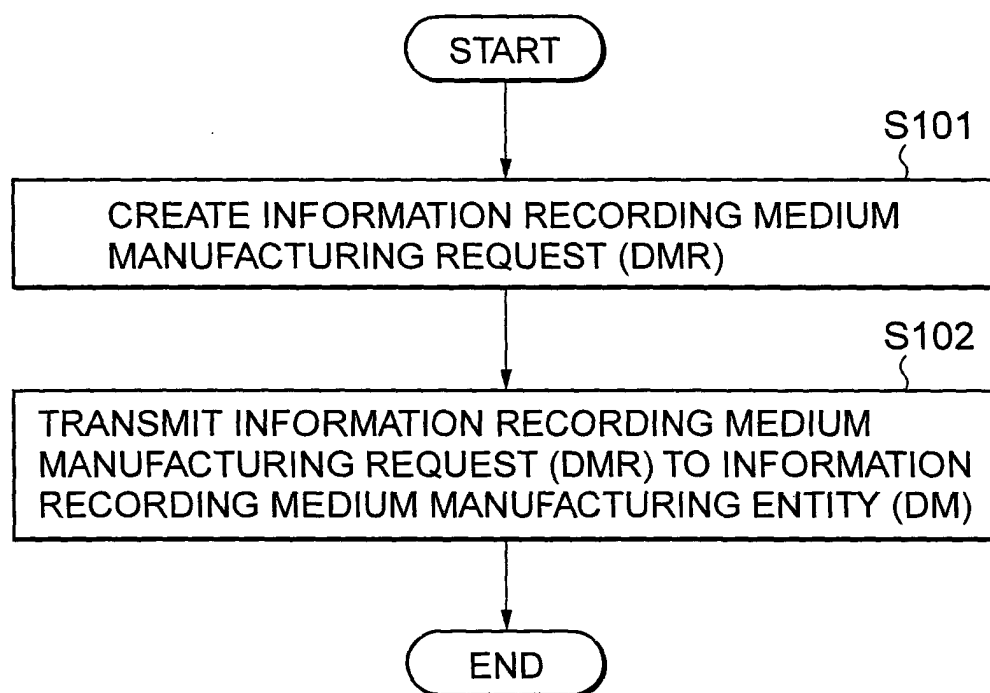 START
S101
CREATE INFORMATION RECORDING MEDIUM
MANUFACTURING REQUEST (DMR)
S102
TRANSMIT INFORMATION RECORDING MEDIUM
MANUFACTURING REQUEST (DMR) TO INFORMATION
RECORDING MEDIUM MANUFACTURING ENTITY (DM)
END